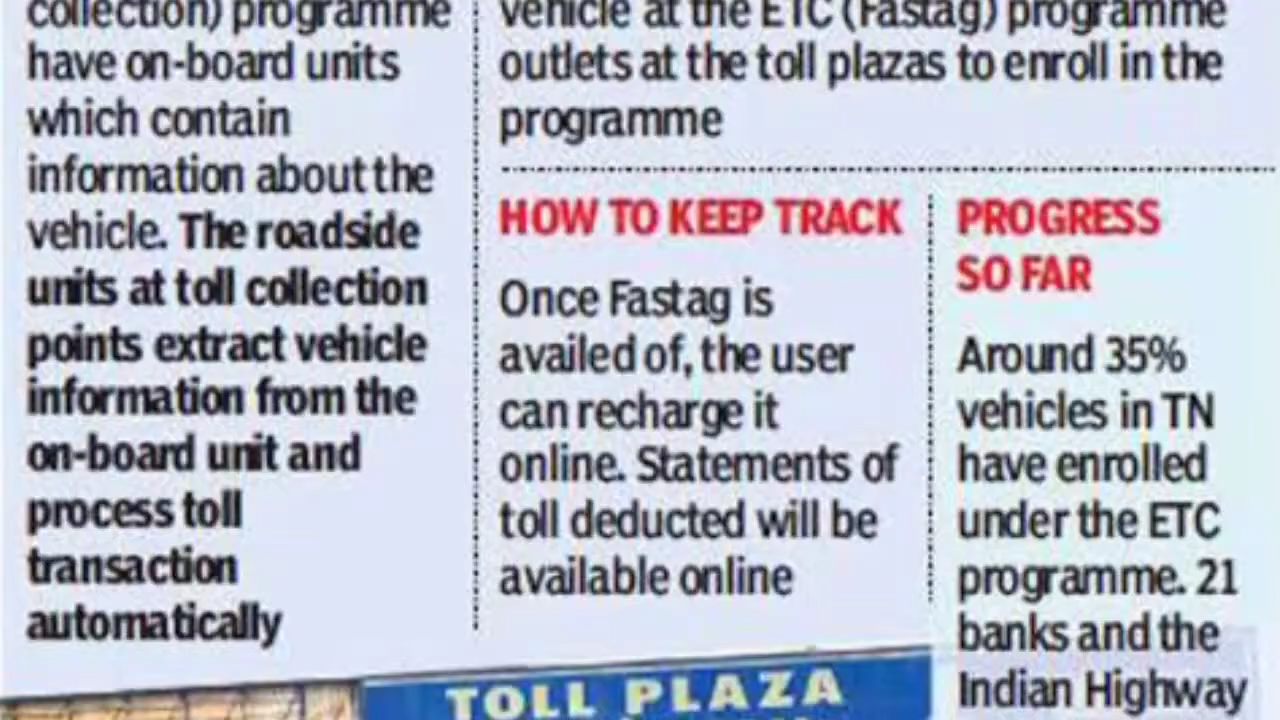 collection) programme
have on-board units
which contain
information about the
vehicle. The roadside
units at toll collection
points extract vehicle
information from the
on-board unit and
process toll
transaction
automatically
vehicle at the ETC (Fastag) programme
outlets at the toll plazas to enroll in the
programme
HOW TO KEEP TRACK
Once Fastag is
availed of, the user
can recharge it
online. Statements of
toll deducted will be
available online
PROGRESS
SO FAR
Around 35%
vehicles in TN
have enrolled
under the ETC
programme. 21
banks and the
Indian Highway
TOLL PLAZA